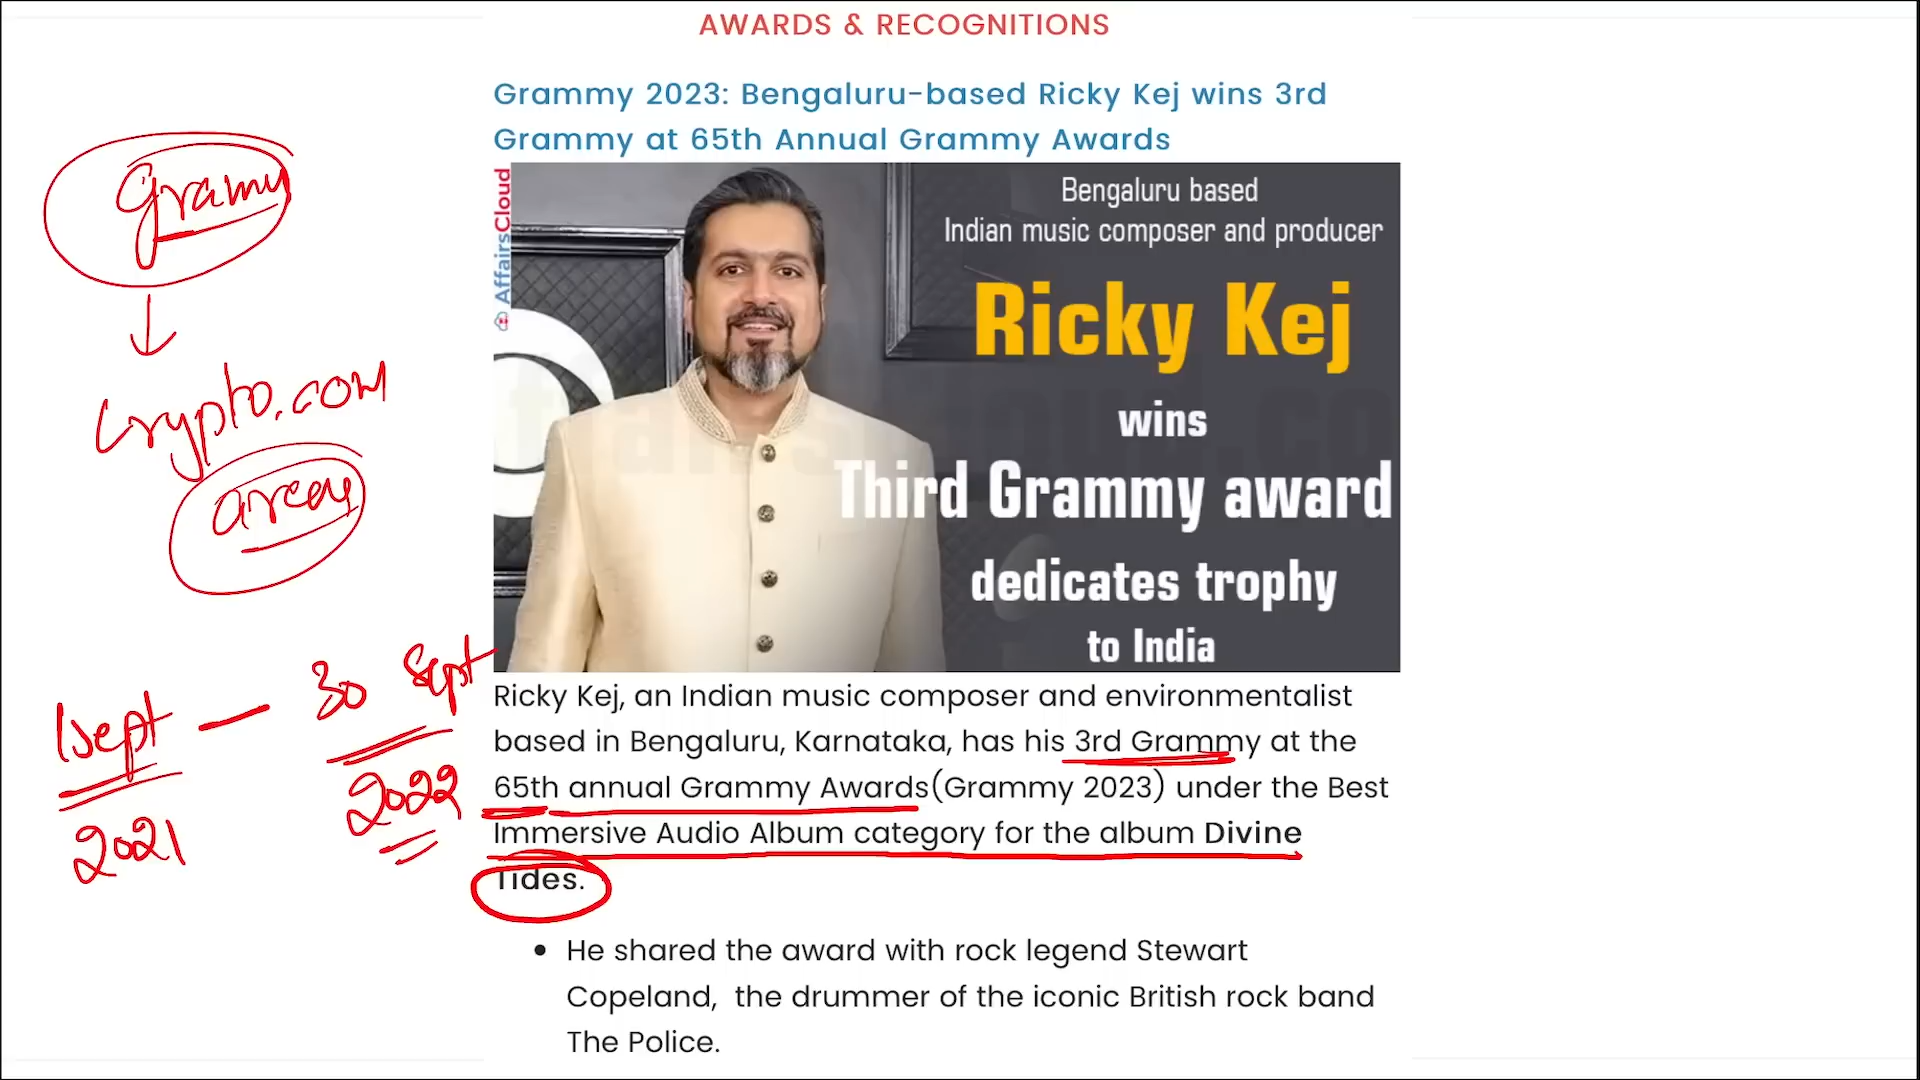 AWARDS & RECOGNITIONS
Grammy 2023: Bengaluru-based Ricky Kej wins 3rd
Grammy at 65th Annual Grammy Awards
AffairsCloud
Bengaluru based
Indian music composer and producer
Ricky Kej
wins
Third Grammy award
dedicates trophy
to India
Gramy
Crypto.com
1 Sept — 30 Sept
2021
2022
Ricky Kej, an Indian music composer and environmentalist
based in Bengaluru, Karnataka, has his 3rd Grammy at the
65th annual Grammy Awards(Grammy 2023) under the Best
Immersive Audio Album category for the album Divine
Tides.
• He shared the award with rock legend Stewart
Copeland, the drummer of the iconic British rock band
The Police.